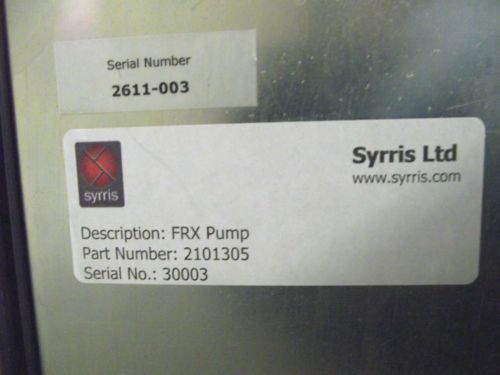 Serial Number
2611-003
syrris
Syrris Ltd
www.syrris.com
Description: FRX Pump
Part Number: 2101305
Serial No.: 30003